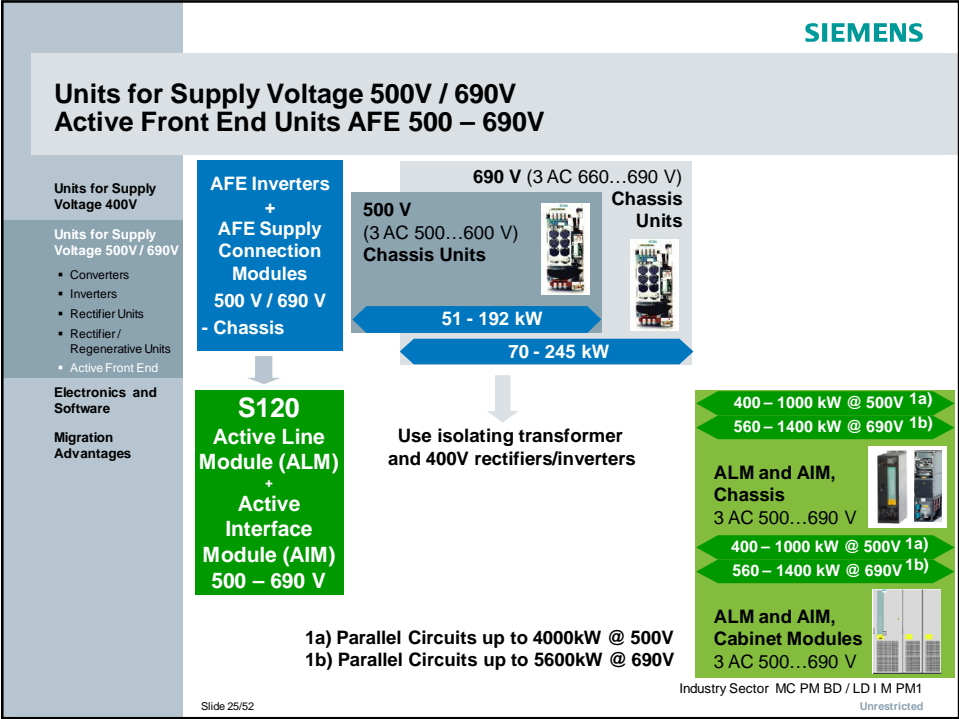 SIEMENS
Units for Supply Voltage 500V / 690V
Active Front End Units AFE 500 – 690V
Units for Supply
Voltage 400V
Units for Supply
Voltage 500V / 690V
▪ Converters
▪ Inverters
▪ Rectifier Units
▪ Rectifier /
Regenerative Units
▪ Active Front End
Electronics and
Software
Migration
Advantages
AFE Inverters
+
AFE Supply
Connection
Modules
500 V / 690 V
- Chassis
690 V (3 AC 660…690 V)
Chassis
Units
500 V
(3 AC 500…600 V)
Chassis Units
51 - 192 kW
70 - 245 kW
S120
Active Line
Module (ALM)
+
Active
Interface
Module (AIM)
500 – 690 V
Use isolating transformer
and 400V rectifiers/inverters
400 – 1000 kW @ 500V 1a)
560 – 1400 kW @ 690V 1b)
ALM and AIM,
Chassis
3 AC 500…690 V
400 – 1000 kW @ 500V 1a)
560 – 1400 kW @ 690V 1b)
ALM and AIM,
Cabinet Modules
3 AC 500…690 V
1a) Parallel Circuits up to 4000kW @ 500V
1b) Parallel Circuits up to 5600kW @ 690V
Industry Sector MC PM BD / LD I M PM1
Slide 25/52
Unrestricted